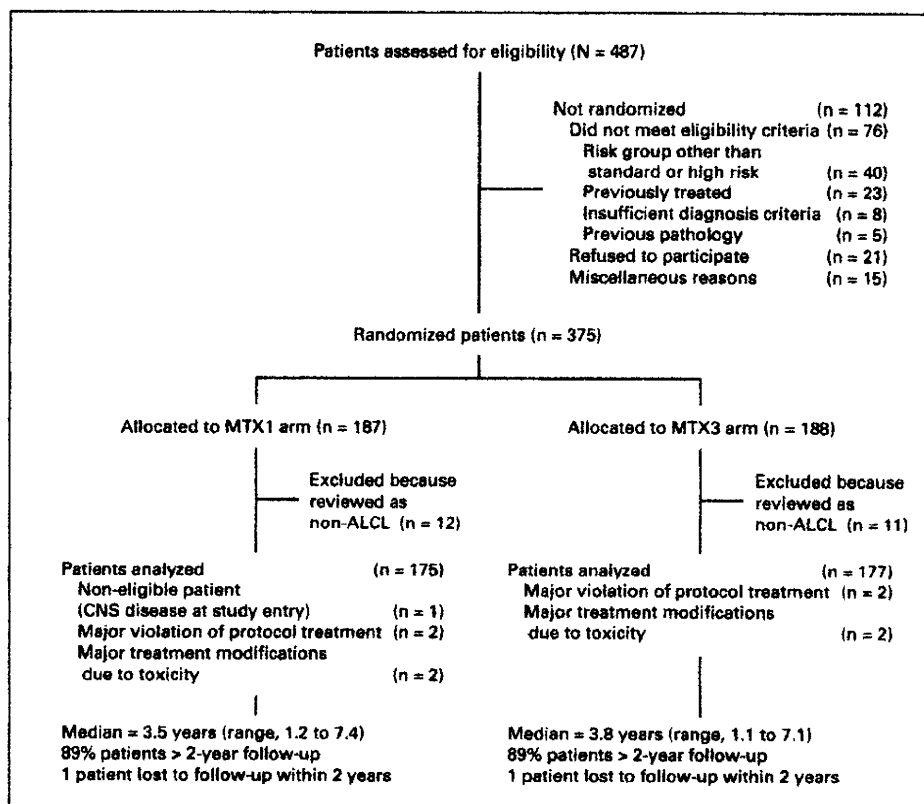 Patients assessed for eligibility (N = 487)
Not randomized (n = 112)
Did not meet eligibility criteria (n = 76)
Risk group other than
standard or high risk (n = 40)
Previously treated (n = 23)
Insufficient diagnosis criteria (n = 8)
Previous pathology (n = 5)
Refused to participate (n = 21)
Miscellaneous reasons (n = 15)
Randomized patients (n = 375)
Allocated to MTX1 arm (n = 187)
Excluded because
reviewed as
non-ALCL (n = 12)
Patients analyzed (n = 175)
Non-eligible patient
(CNS disease at study entry) (n = 1)
Major violation of protocol treatment (n = 2)
Major treatment modifications
due to toxicity (n = 2)
Median = 3.5 years (range, 1.2 to 7.4)
89% patients > 2-year follow-up
1 patient lost to follow-up within 2 years
Allocated to MTX3 arm (n = 188)
Excluded because
reviewed as
non-ALCL (n = 11)
Patients analyzed (n = 177)
Major violation of protocol treatment (n = 2)
Major treatment modifications
due to toxicity (n = 2)
Median = 3.8 years (range, 1.1 to 7.1)
89% patients > 2-year follow-up
1 patient lost to follow-up within 2 years